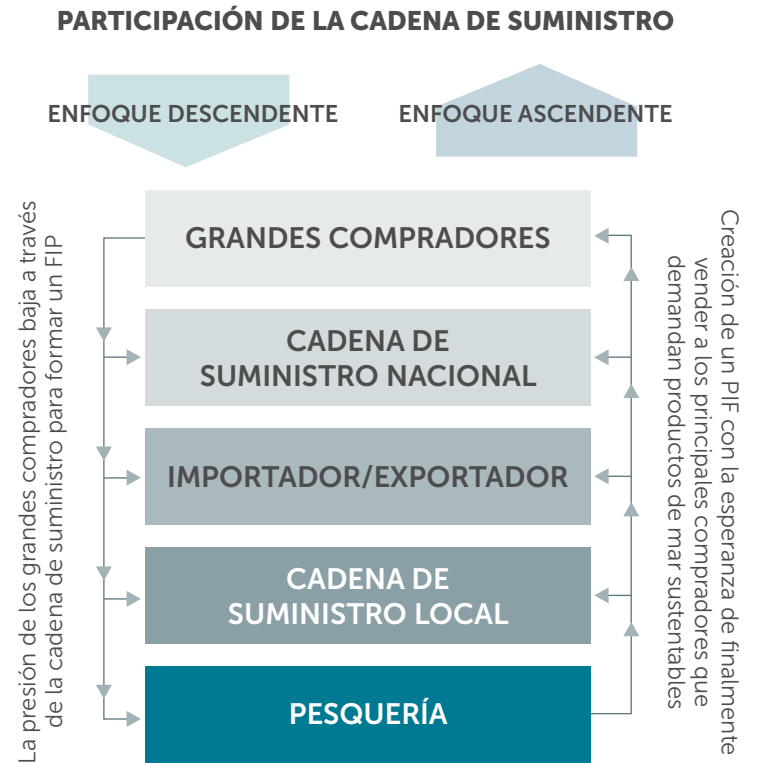 PARTICIPACIÓN DE LA CADENA DE SUMINISTRO
ENFOQUE DESCENDENTE
ENFOQUE ASCENDENTE
La presión de los grandes compradores baja a través
de la cadena de suministro para formar un FIP
GRANDES COMPRADORES
CADENA DE
SUMINISTRO NACIONAL
IMPORTADOR/EXPORTADOR
CADENA DE
SUMINISTRO LOCAL
PESQUERÍA
Creación de un PIF con la esperanza de finalmente
vender a los principales compradores que
demandan productos de mar sustentables